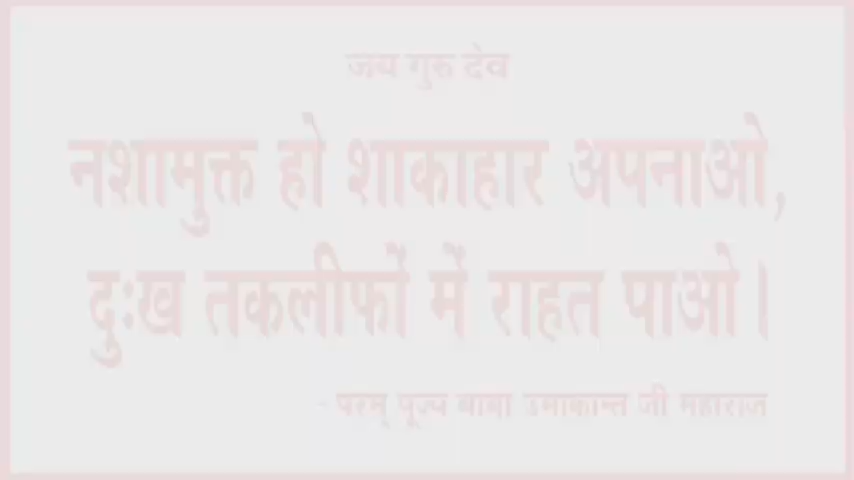 जय गुरु देव
नशामुक्त हो शाकाहार अपनाओ,
दुःख तकलीफों में राहत पाओ।
- परम् पूज्य बाबा उमाकान्त जी महाराज